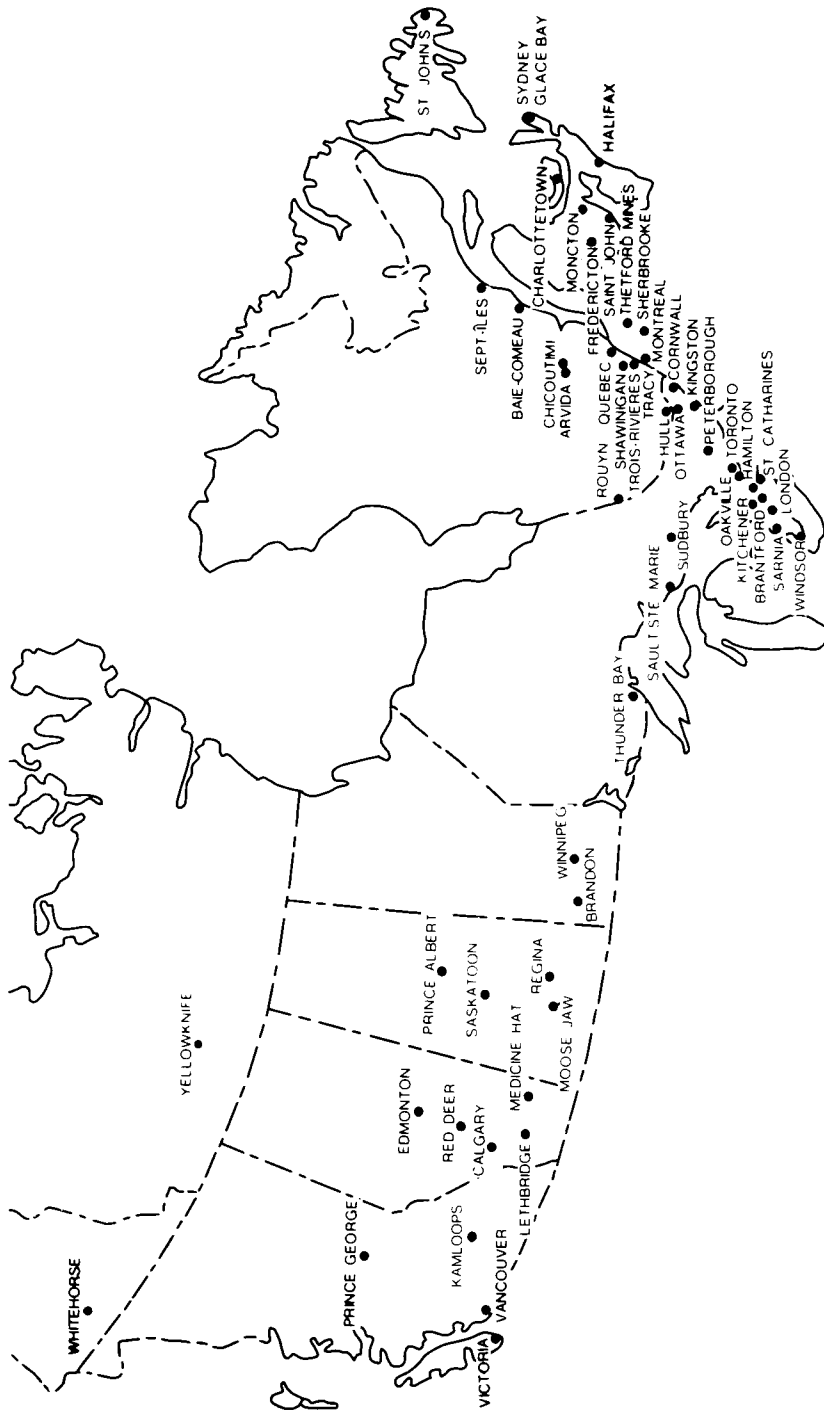 WHITEHORSE
YELLOWKNIFE
PRINCE GEORGE
KAMLOOPS
VANCOUVER
VICTORIA
EDMONTON
RED DEER
CALGARY
LETHBRIDGE
MEDICINE HAT
PRINCE ALBERT
SASKATOON
REGINA
MOOSE JAW
WINNIPEG
BRANDON
THUNDER BAY
SAULT STE MARIE
SUDBURY
ROUYN
QUEBEC
SHAWINIGAN
TROIS-RIVIERES
TRACY
MONTREAL
HULL
OTTAWA
CORNWALL
KINGSTON
PETERBOROUGH
OAKVILLE
TORONTO
KITCHENER
HAMILTON
BRANTFORD
ST CATHARINES
SARNIA
LONDON
WINDSOR
SEPT-ÎLES
BAIE-COMEAU
CHICOUTIMI
ARVIDA
CHARLOTTETOWN
MONCTON
FREDERICTON
SAINT JOHN
THETFORD MINES
SHERBROOKE
ST JOHN S
SYDNEY
GLACE BAY
HALIFAX